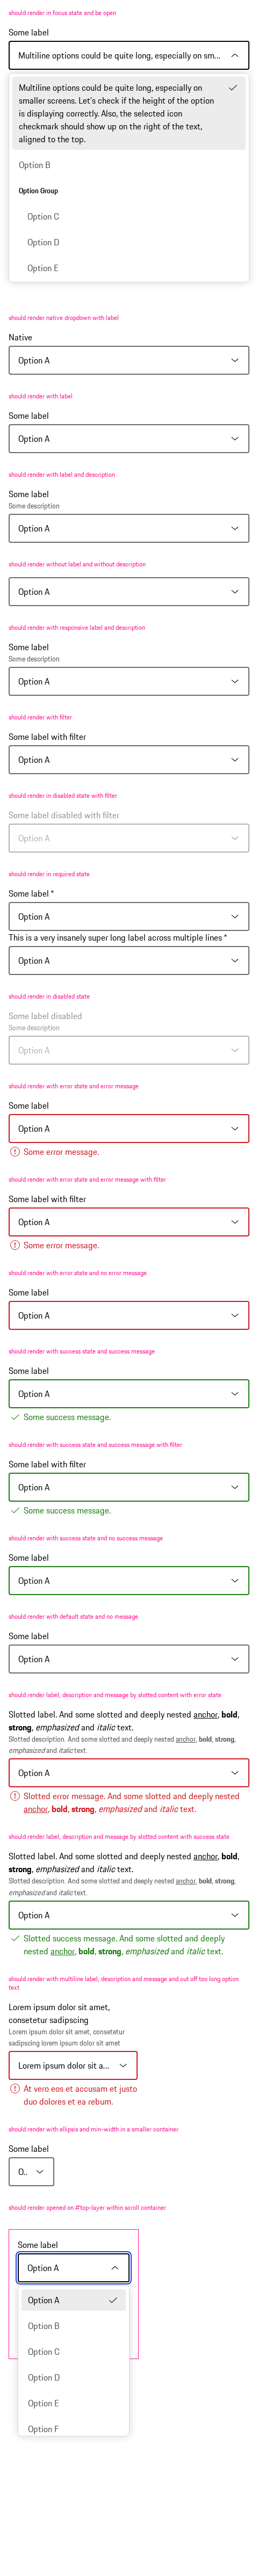 should render in focus state and be open
Some label
Multiline options could be quite long, especially on sm...
Multiline options could be quite long, especially on
smaller screens. Let's check if the height of the option
is displaying correctly. Also, the selected icon
checkmark should show up on the right of the text,
aligned to the top.
Option B
Option Group
Option C
Option D
Option E
should render native dropdown with label
Native
Option A
should render with label
Some label
Option A
should render with label and description
Some label
Some description
Option A
should render without label and without description
Option A
should render with responsive label and description
Some label
Some description
Option A
should render with filter
Some label with filter
Option A
should render in disabled state with filter
Some label disabled with filter
Option A
should render in required state
Some label *
Option A
This is a very insanely super long label across multiple lines *
Option A
should render in disabled state
Some label disabled
Some description
Option A
should render with error state and error message
Some label
Option A
Some error message.
should render with error state and error message with filter
Some label with filter
Option A
Some error message.
should render with error state and no error message
Some label
Option A
should render with success state and success message
Some label
Option A
Some success message.
should render with success state and success message with filter
Some label with filter
Option A
Some success message.
should render with success state and no success message
Some label
Option A
should render with default state and no message
Some label
Option A
should render label, description and message by slotted content with error state
Slotted label. And some slotted and deeply nested anchor, bold,
strong, emphasized and italic text.
Slotted description. And some slotted and deeply nested anchor, bold, strong,
emphasized and italic text.
Option A
Slotted error message. And some slotted and deeply nested
anchor, bold, strong, emphasized and italic text.
should render label, description and message by slotted content with success state
Slotted label. And some slotted and deeply nested anchor, bold,
strong, emphasized and italic text.
Slotted description. And some slotted and deeply nested anchor, bold, strong,
emphasized and italic text.
Option A
Slotted success message. And some slotted and deeply
nested anchor, bold, strong, emphasized and italic text.
should render with multiline label, description and message and cut off too long option
text
Lorem ipsum dolor sit amet,
consetetur sadipscing
Lorem ipsum dolor sit amet, consetetur
sadipscing lorem ipsum dolor sit amet
Lorem ipsum dolor sit a...
At vero eos et accusam et justo
duo dolores et ea rebum.
should render with ellipsis and min-width in a smaller container
Some label
O..
should render opened on #top-layer within scroll container
Some label
Option A
Option A
Option B
Option C
Option D
Option E
Option F